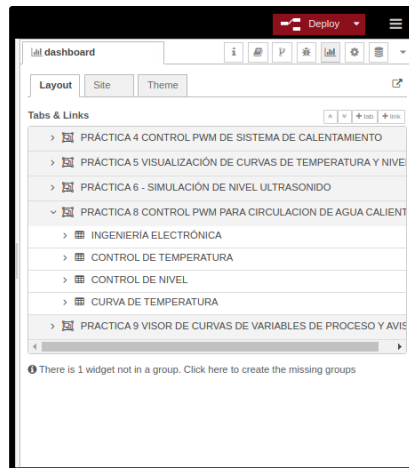 Deploy
dashboard
Layout Site Theme
Tabs & Links tab link
PRÁCTICA 4 CONTROL PWM DE SISTEMA DE CALENTAMIENTO
PRÁCTICA 5 VISUALIZACIÓN DE CURVAS DE TEMPERATURA Y NIVE
PRÁCTICA 6 - SIMULACIÓN DE NIVEL ULTRASONIDO
PRÁCTICA 8 CONTROL PWM PARA CIRCULACION DE AGUA CALIENT
INGENIERÍA ELECTRÓNICA
CONTROL DE TEMPERATURA
CONTROL DE NIVEL
CURVA DE TEMPERATURA
PRACTICA 9 VISOR DE CURVAS DE VARIABLES DE PROCESO Y AVIS
There is 1 widget not in a group. Click here to create the missing groups